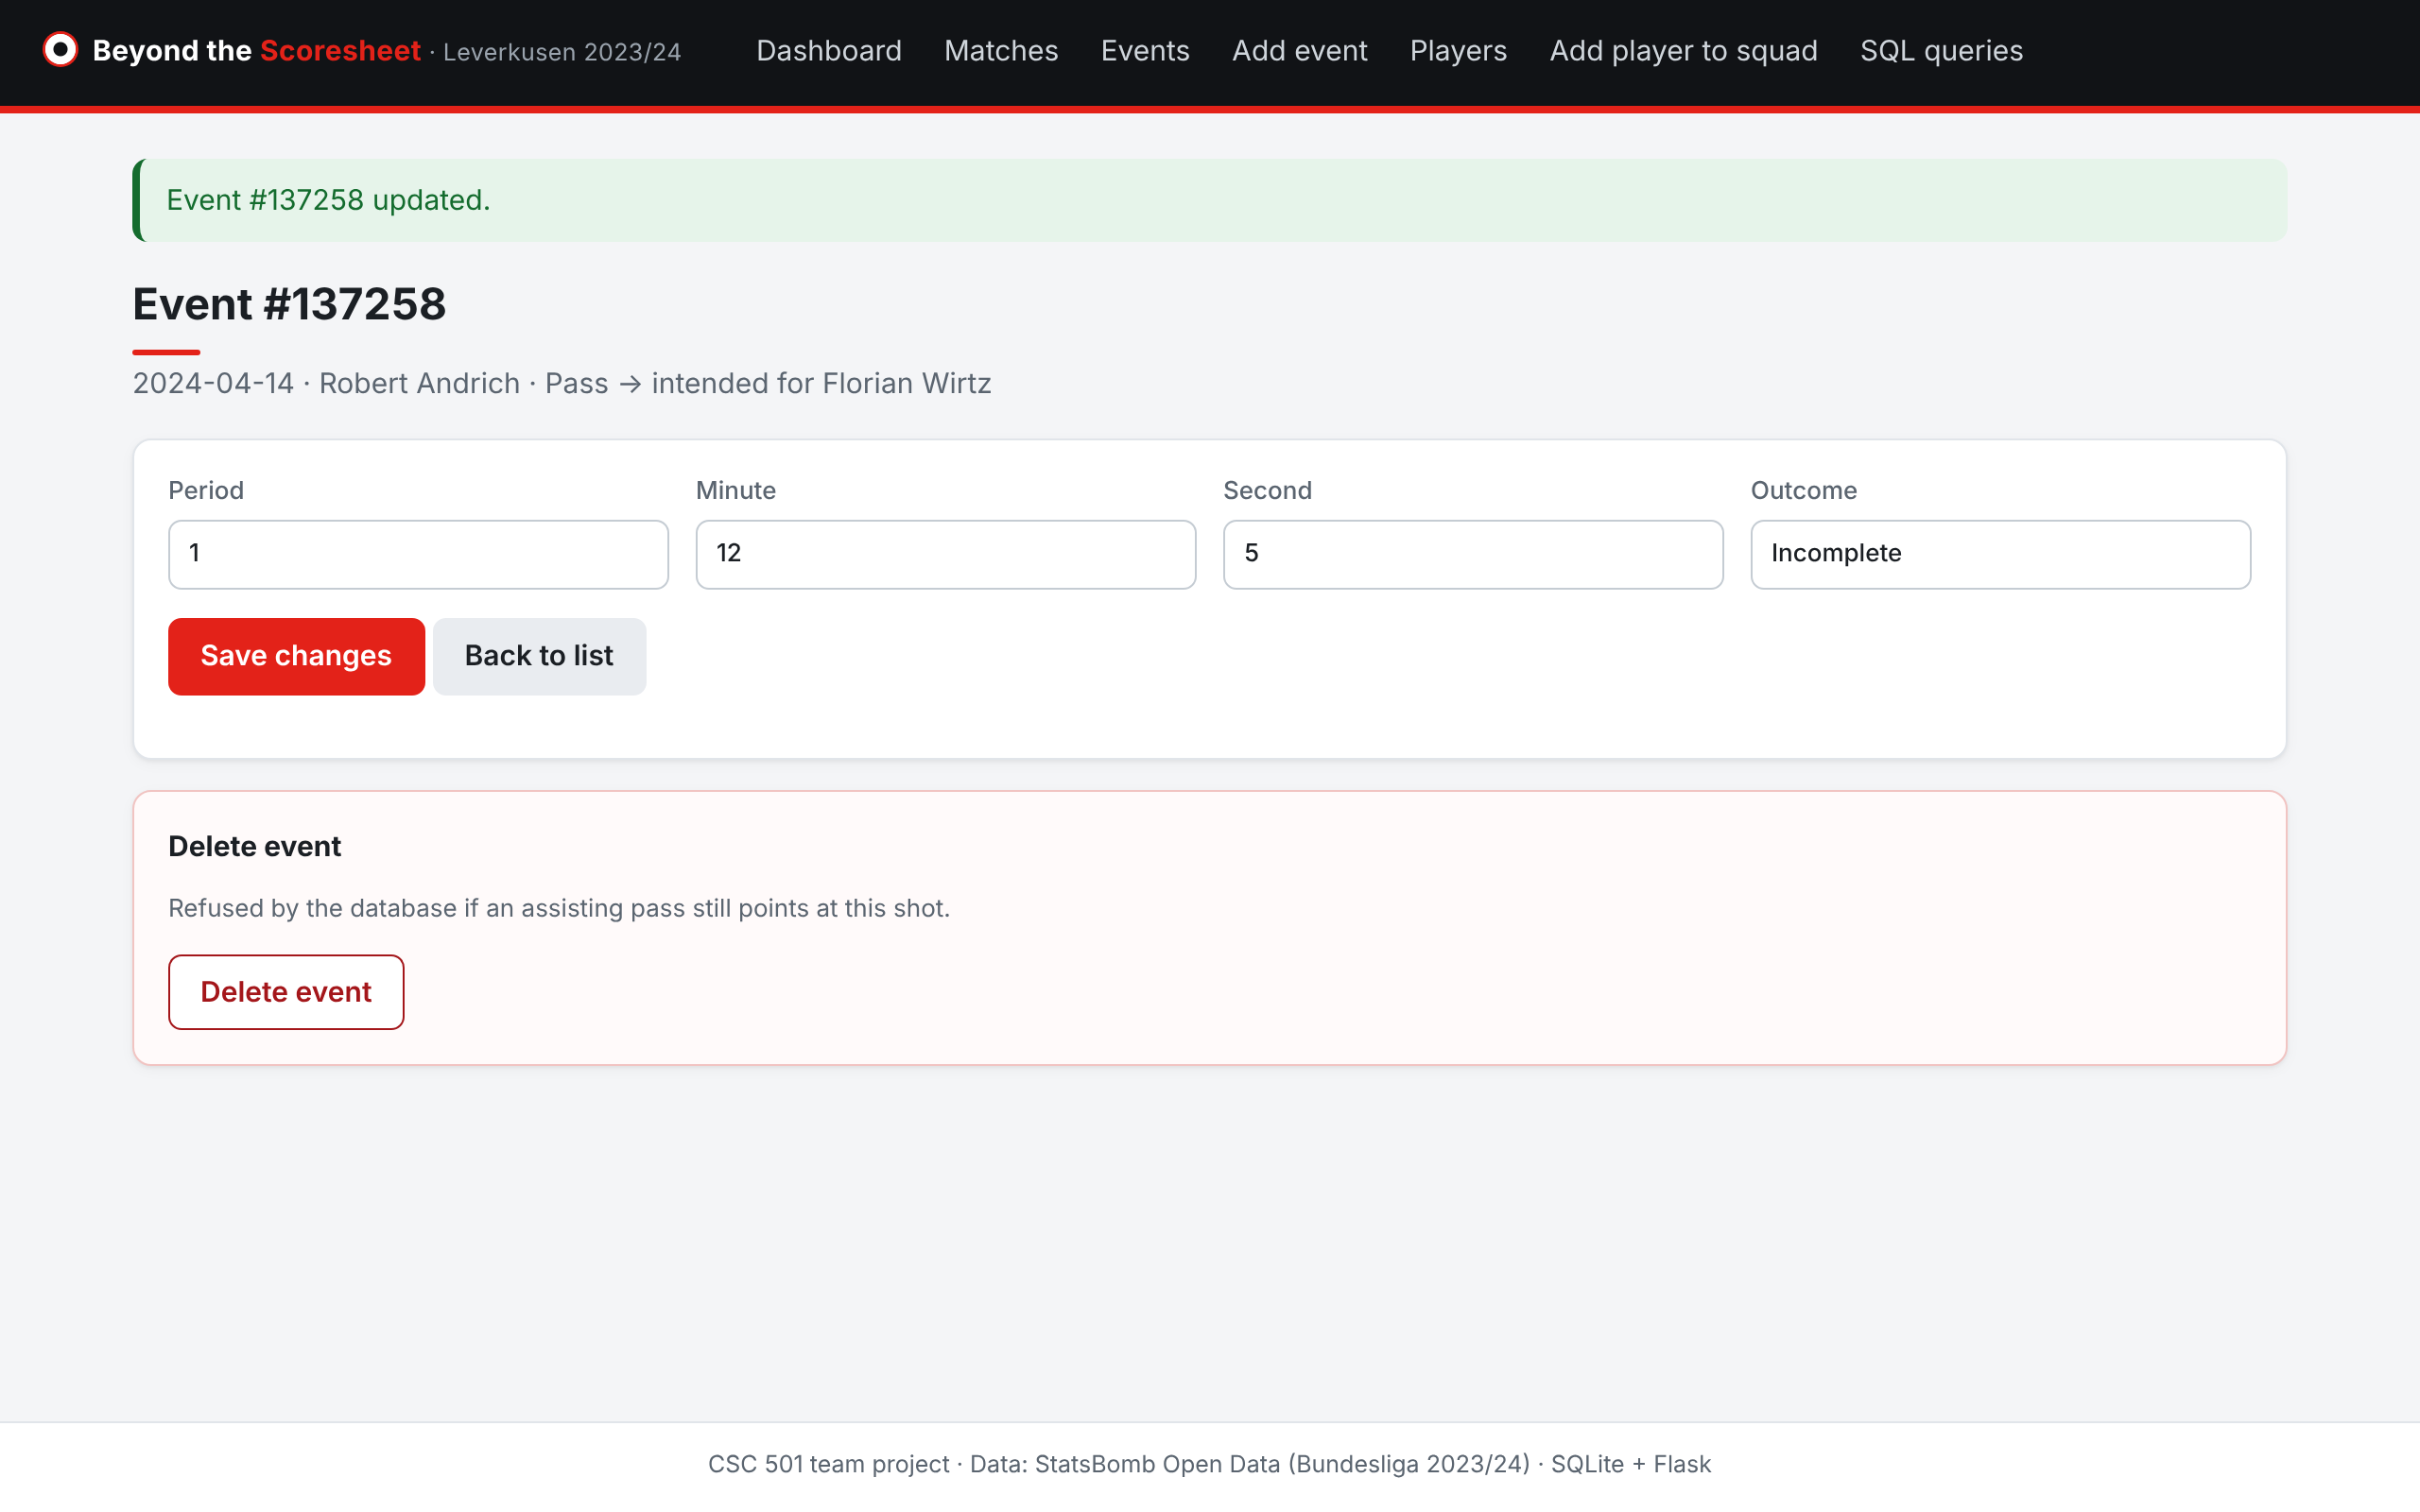 Beyond the Scoresheet · Leverkusen 2023/24 Dashboard Matches Events Add event Players Add player to squad SQL queries
Event #137258 updated.
Event #137258
2024-04-14 · Robert Andrich · Pass → intended for Florian Wirtz
Period Minute Second Outcome
1 12 5 Incomplete
Save changes Back to list
Delete event
Refused by the database if an assisting pass still points at this shot.
Delete event
CSC 501 team project · Data: StatsBomb Open Data (Bundesliga 2023/24) · SQLite + Flask